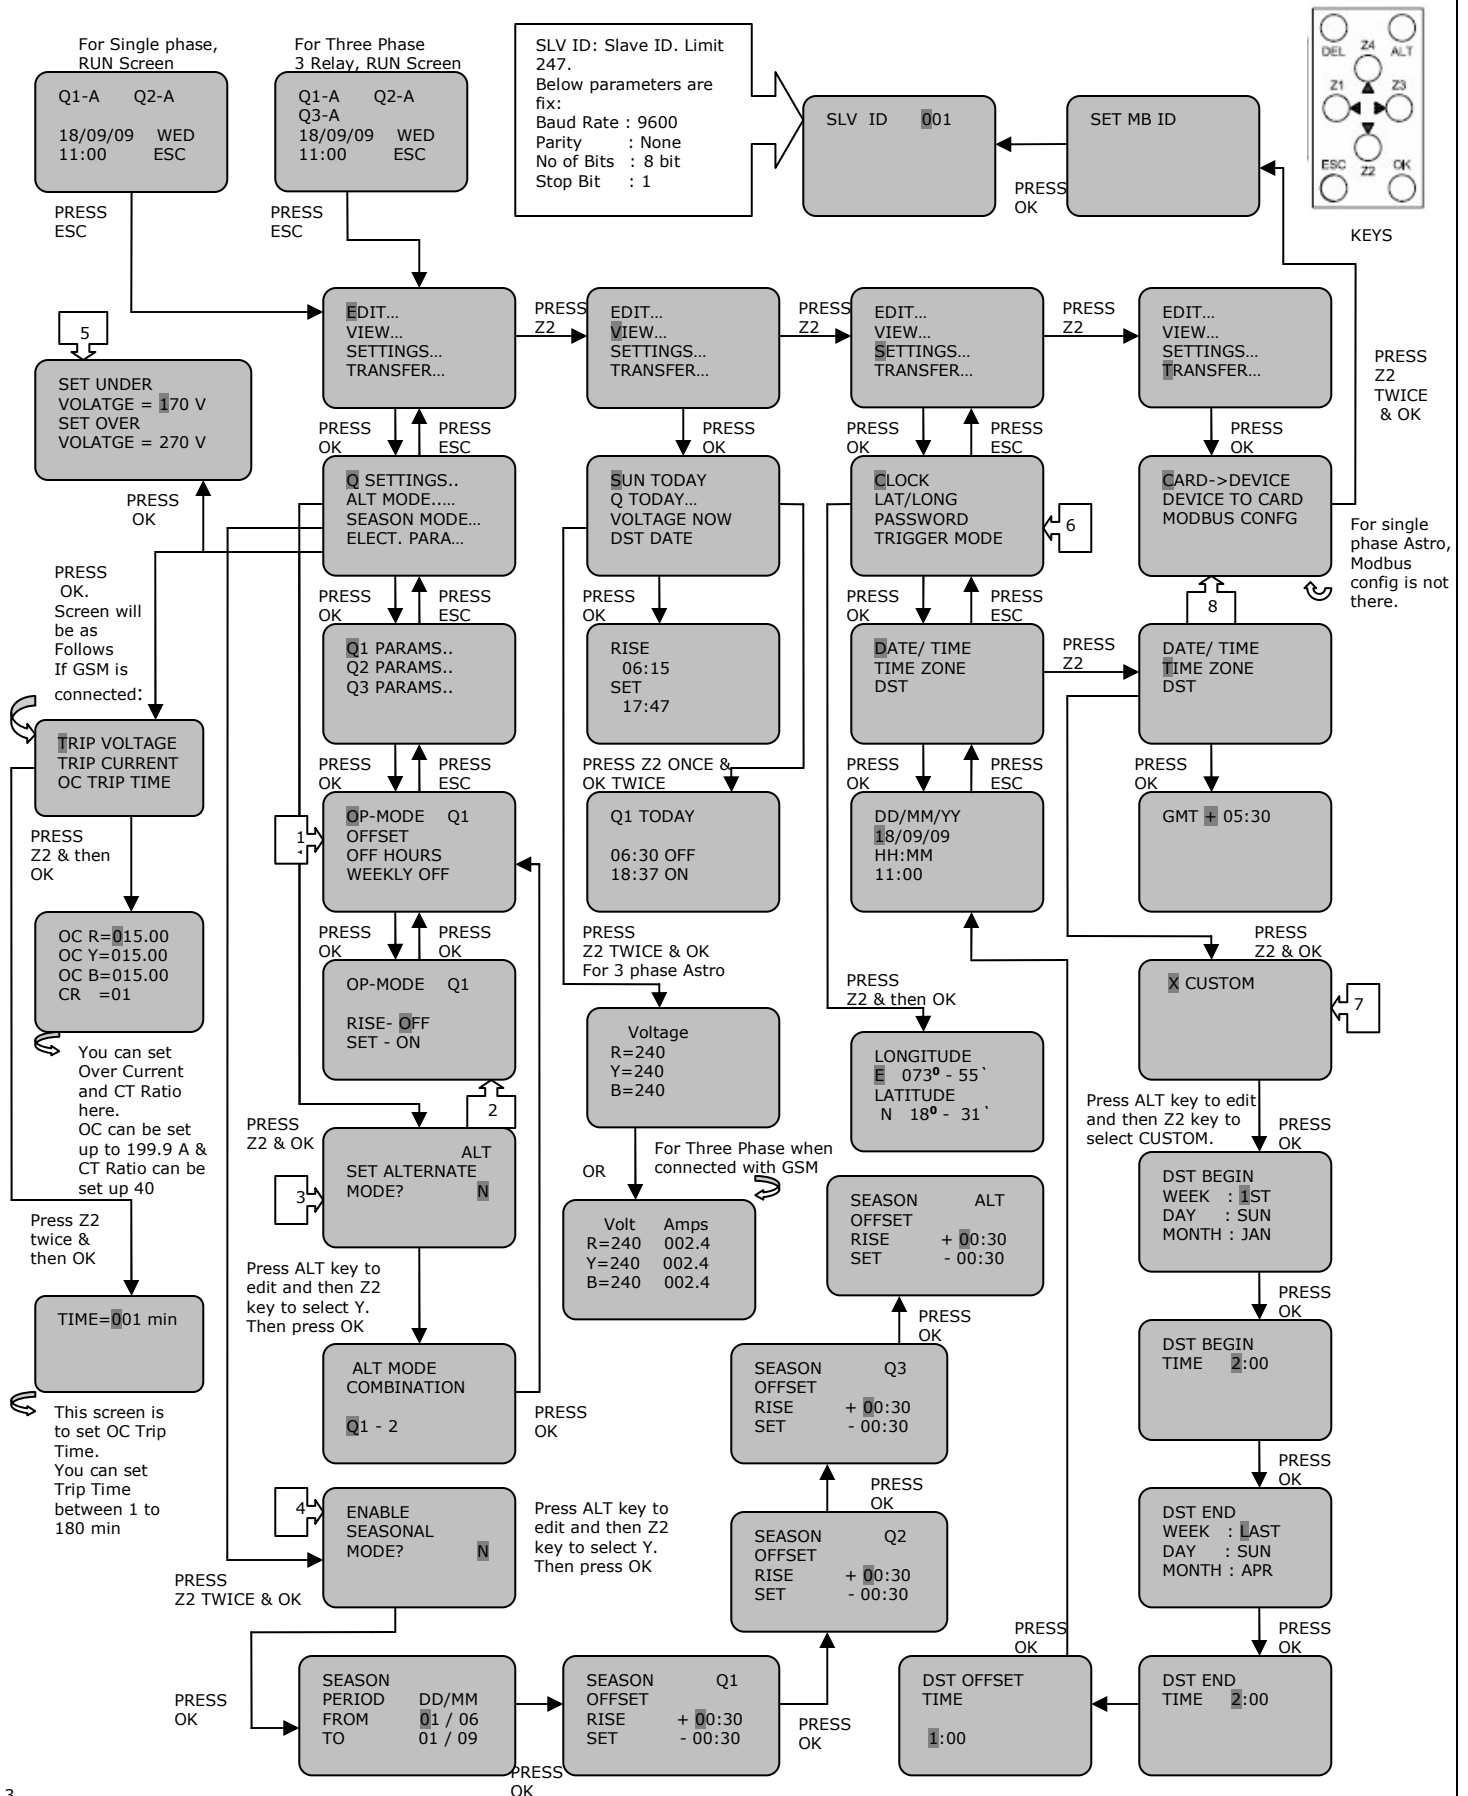 For Single phase,
RUN Screen
Q1-A Q2-A
18/09/09 WED
11:00 ESC
PRESS
ESC
For Three Phase
3 Relay, RUN Screen
Q1-A Q2-A
Q3-A
18/09/09 WED
11:00 ESC
PRESS
ESC
SLV ID: Slave ID. Limit
247.
Below parameters are
fix:
Baud Rate : 9600
Parity : None
No of Bits : 8 bit
Stop Bit : 1
SLV ID 001
PRESS
OK
SET MB ID
DEL
Z4
ALT
Z1
Z3
ESC
Z2
OK
KEYS
EDIT...
VIEW...
SETTINGS...
TRANSFER...
PRESS
Z2
EDIT...
VIEW...
SETTINGS...
TRANSFER...
PRESS
Z2
EDIT...
VIEW...
SETTINGS...
TRANSFER...
PRESS
Z2
EDIT...
VIEW...
SETTINGS...
TRANSFER...
PRESS
Z2
TWICE
& OK
5
SET UNDER
VOLATGE = 170 V
SET OVER
VOLATGE = 270 V
PRESS
OK
PRESS
OK
PRESS
ESC
PRESS
OK
PRESS
OK
PRESS
ESC
PRESS
OK
Q SETTINGS..
ALT MODE.....
SEASON MODE...
ELECT. PARA...
SUN TODAY
Q TODAY...
VOLTAGE NOW
DST DATE
CLOCK
LAT/LONG
PASSWORD
TRIGGER MODE
6
CARD->DEVICE
DEVICE TO CARD
MODBUS CONFG
For single
phase Astro,
Modbus
config is not
there.
8
PRESS
OK.
Screen will
be as
Follows
If GSM is
connected:
PRESS
OK
PRESS
ESC
PRESS
OK
PRESS
OK
PRESS
ESC
Q1 PARAMS..
Q2 PARAMS..
Q3 PARAMS..
RISE
06:15
SET
17:47
DATE/ TIME
TIME ZONE
DST
PRESS
Z2
DATE/ TIME
TIME ZONE
DST
TRIP VOLTAGE
TRIP CURRENT
OC TRIP TIME
PRESS
OK
PRESS
ESC
PRESS Z2 ONCE &
OK TWICE
PRESS
OK
PRESS
ESC
PRESS
OK
PRESS
Z2 & then
OK
1
OP-MODE Q1
OFFSET
OFF HOURS
WEEKLY OFF
Q1 TODAY
06:30 OFF
18:37 ON
DD/MM/YY
18/09/09
HH:MM
11:00
GMT + 05:30
OC R=015.00
OC Y=015.00
OC B=015.00
CR =01
PRESS
OK
PRESS
OK
PRESS
Z2 TWICE & OK
For 3 phase Astro
PRESS
Z2 & then OK
PRESS
Z2 & OK
OP-MODE Q1
RISE- OFF
SET - ON
2
X CUSTOM
7
You can set
Over Current
and CT Ratio
here.
OC can be set
up to 199.9 A &
CT Ratio can be
set up 40
Voltage
R=240
Y=240
B=240
LONGITUDE
E 073⁰ - 55`
LATITUDE
N 18⁰ - 31`
Press ALT key to edit
and then Z2 key to
select CUSTOM.
PRESS
OK
PRESS
Z2 & OK
3
ALT
SET ALTERNATE
MODE? N
OR
For Three Phase when
connected with GSM
Volt Amps
R=240 002.4
Y=240 002.4
B=240 002.4
SEASON ALT
OFFSET
RISE + 00:30
SET - 00:30
DST BEGIN
WEEK : 1ST
DAY : SUN
MONTH : JAN
Press Z2
twice &
then OK
Press ALT key to
edit and then Z2
key to select Y.
Then press OK
PRESS
OK
PRESS
OK
TIME=001 min
ALT MODE
COMBINATION
Q1 - 2
PRESS
OK
SEASON Q3
OFFSET
RISE + 00:30
SET - 00:30
DST BEGIN
TIME 2:00
This screen is
to set OC Trip
Time.
You can set
Trip Time
between 1 to
180 min
PRESS
OK
PRESS
OK
4
ENABLE
SEASONAL
MODE? N
Press ALT key to
edit and then Z2
key to select Y.
Then press OK
SEASON Q2
OFFSET
RISE + 00:30
SET - 00:30
DST END
WEEK : LAST
DAY : SUN
MONTH : APR
PRESS
Z2 TWICE & OK
PRESS
OK
PRESS
OK
PRESS
OK
SEASON
PERIOD DD/MM
FROM 01 / 06
TO 01 / 09
PRESS
OK
SEASON Q1
OFFSET
RISE + 00:30
SET - 00:30
PRESS
OK
DST OFFSET
TIME
1:00
DST END
TIME 2:00
3